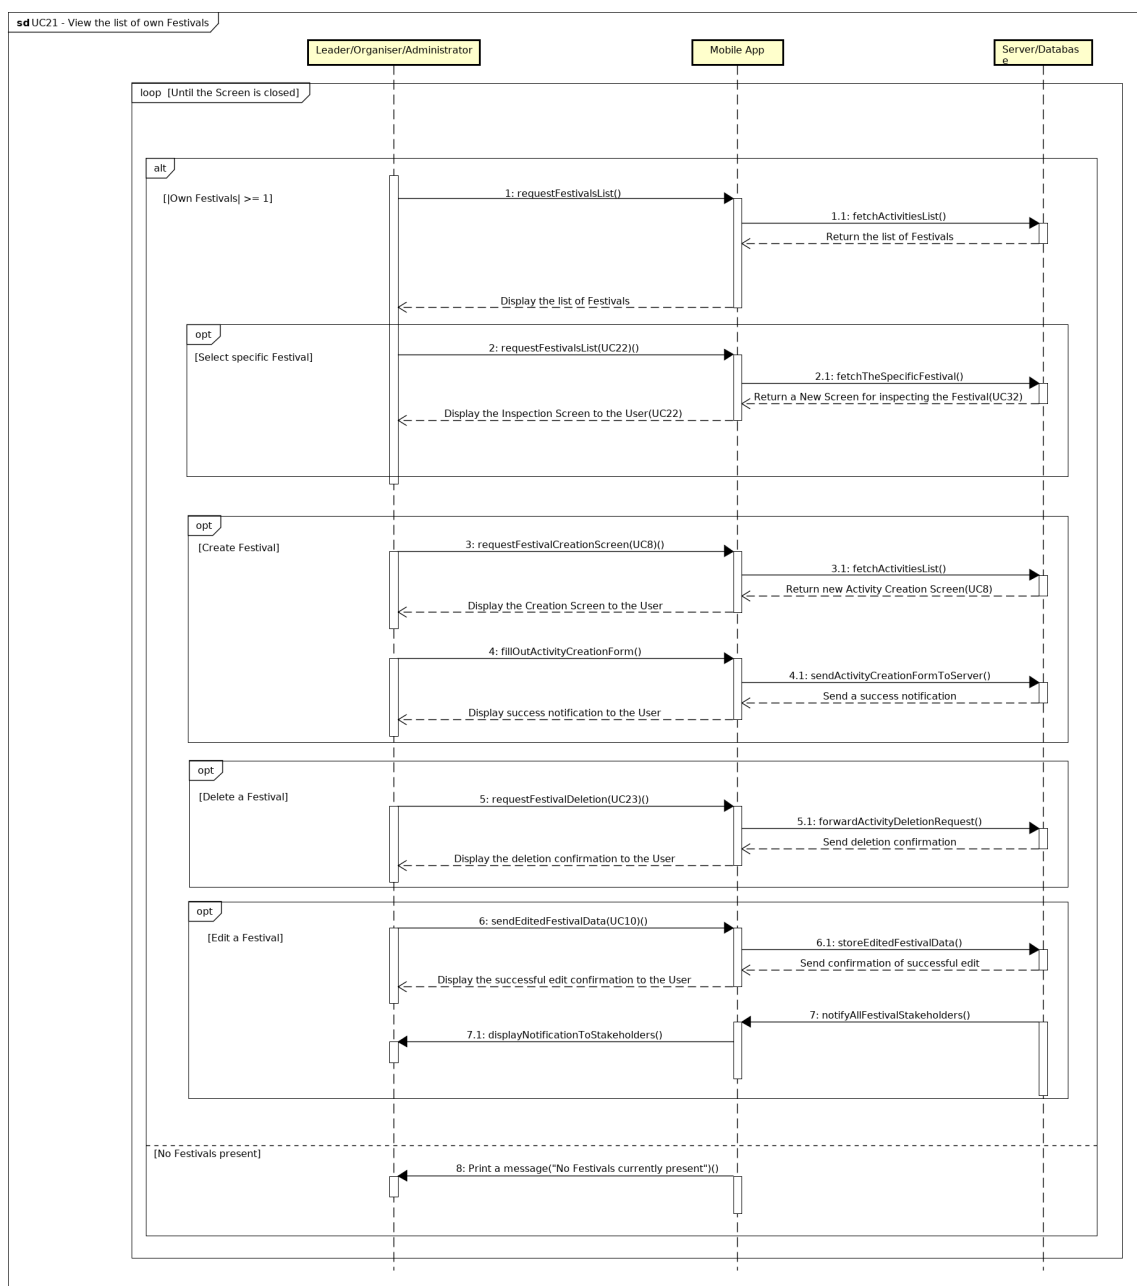 sd UC21 - View the list of own Festivals
Leader/Organiser/Administrator
Mobile App
Server/Databas
e
loop [Until the Screen is closed]
alt
[|Own Festivals| >= 1]
1: requestFestivalsList()
1.1: fetchActivitiesList()
Return the list of Festivals
Display the list of Festivals
opt
[Select specific Festival]
2: requestFestivalsList(UC22)()
2.1: fetchTheSpecificFestival()
Return a New Screen for inspecting the Festival(UC32)
Display the Inspection Screen to the User(UC22)
opt
[Create Festival]
3: requestFestivalCreationScreen(UC8)()
3.1: fetchActivitiesList()
Return new Activity Creation Screen(UC8)
Display the Creation Screen to the User
4: fillOutActivityCreationForm()
4.1: sendActivityCreationFormToServer()
Send a success notification
Display success notification to the User
opt
[Delete a Festival]
5: requestFestivalDeletion(UC23)()
5.1: forwardActivityDeletionRequest()
Send deletion confirmation
Display the deletion confirmation to the User
opt
[Edit a Festival]
6: sendEditedFestivalData(UC10)()
6.1: storeEditedFestivalData()
Send confirmation of successful edit
Display the successful edit confirmation to the User
7: notifyAllFestivalStakeholders()
7.1: displayNotificationToStakeholders()
[No Festivals present]
8: Print a message("No Festivals currently present")()